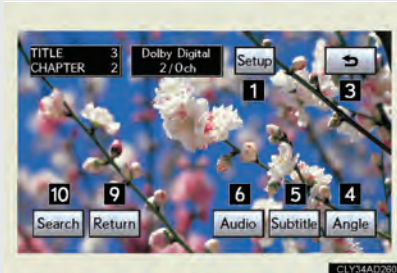 TITLE 3
CHAPTER 2
Dolby Digital
2/0ch
Setup
1
3
10
9
6
5
4
Search
Return
Audio
Subtitle
Angle
CLY34AD260